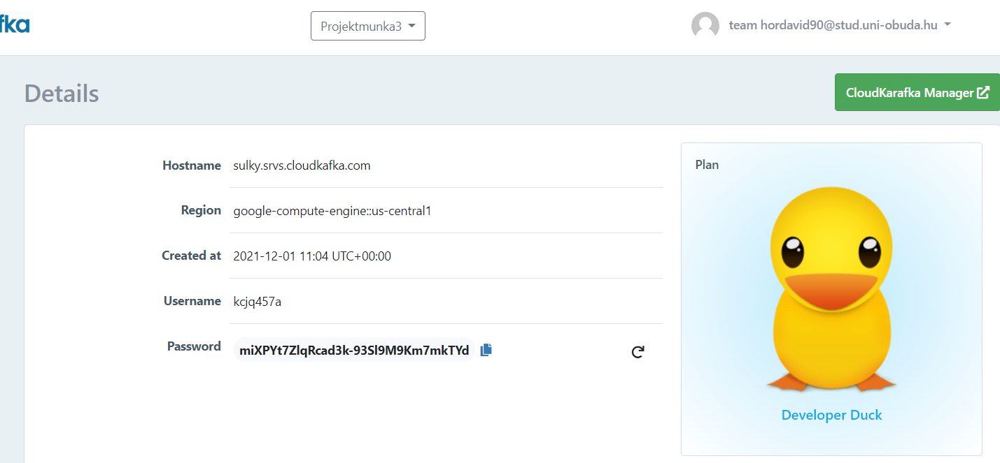 fka
Projektmunka3
team hordavid90@stud.uni-obuda.hu
Details
CloudKarafka Manager
Hostname sulky.srvs.cloudkafka.com
Region google-compute-engine::us-central1
Created at 2021-12-01 11:04 UTC+00:00
Username kcjq457a
Password miXPYt7ZlqRcad3k-93Sl9M9Km7mkTYd
Plan
Developer Duck